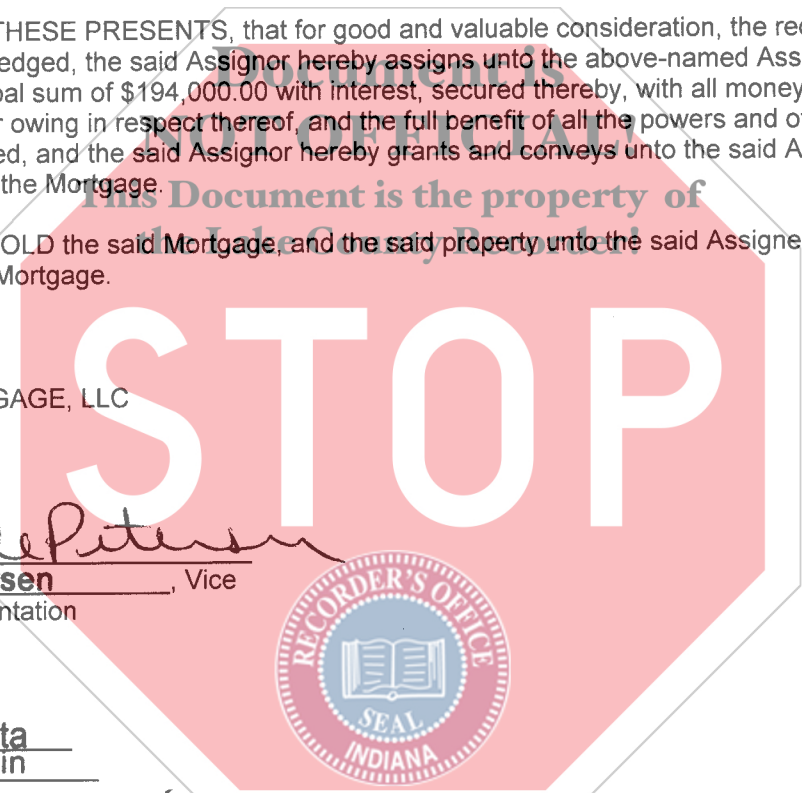 THESE PRESENTS, that for good and valuable consideration, the rec
edged, the said Assignor hereby assigns unto the above-named Ass
Document is
pal sum of $194,000.00 with interest, secured thereby, with all money
r owing in respect thereof, and the full benefit of all the powers and of
NOT OFFICIAL!
ed, and the said Assignor hereby grants and conveys unto the said A
the Mortgage.
This Document is the property of
the Lake County Recorder!
OLD the said Mortgage, and the said property unto the said Assigne
Mortgage.
STOP
GAGE, LLC
sen, Vice
ntation
RECORDER'S OFFICE
SEAL
INDIANA
ta
in